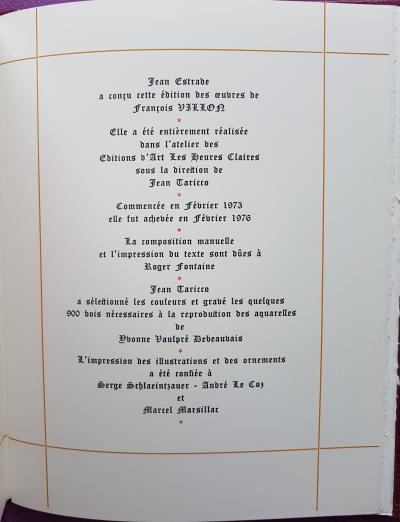 Jean Estrade
a conçu cette édition des œuvres de
François VILLON
*
Elle a été entièrement réalisée
dans l'atelier des
Editions d'Art Les Heures Claires
sous la direction de
Jean Taricco
*
Commencée en Février 1973
elle fut achevée en Février 1976
*
La composition manuelle
et l'impression du texte sont dûes à
Roger Fontaine
*
Jean Taricco
a sélectionné les couleurs et gravé les quelques
900 bois nécessaires à la reproduction des aquarelles
de
Yvonne Vaulpré Debeauvais
*
L'impression des illustrations et des ornements
a été confiée à
Serge Schlaeintzauer - André Le Coz
et
Marcel Marsillac
*